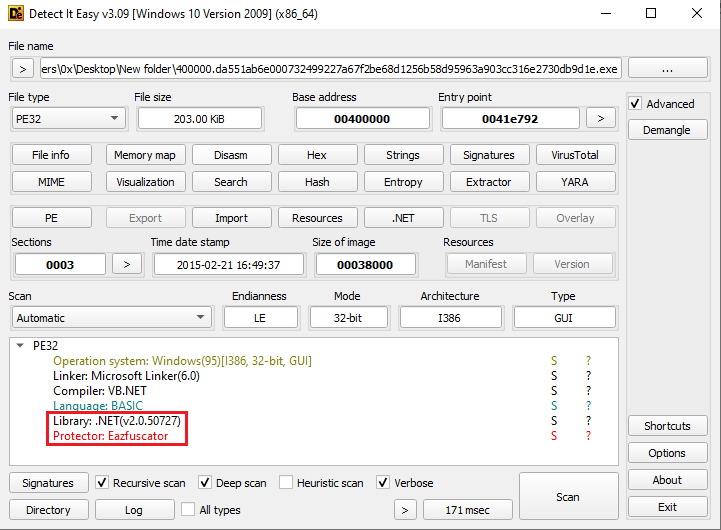 Detect It Easy v3.09 [Windows 10 Version 2009] (x86_64)
File name
> ers\0x\Desktop\New folder\400000.da551ab6e000732499227a67f2be68d1256b58d95963a903cc316e2730db9d1e.exe ...
File type File size Base address Entry point Advanced
PE32 203.00 KiB 00400000 0041e792 >
Demangle
File info Memory map Disasm Hex Strings Signatures VirusTotal
MIME Visualization Search Hash Entropy Extractor YARA
PE Export Import Resources .NET TLS Overlay
Sections Time date stamp Size of image Resources
0003 > 2015-02-21 16:49:37 00038000 Manifest Version
Scan Endianness Mode Architecture Type
Automatic LE 32-bit I386 GUI
PE32
Operation system: Windows(95)[I386, 32-bit, GUI] S ?
Linker: Microsoft Linker(6.0) S ?
Compiler: VB.NET S ?
Language: BASIC S ?
Library: .NET(v2.0.50727) S ?
Protector: Eazfuscator S ?
Shortcuts
Options
Signatures Recursive scan Deep scan Heuristic scan Verbose
Directory Log All types > 171 msec Scan
About
Exit